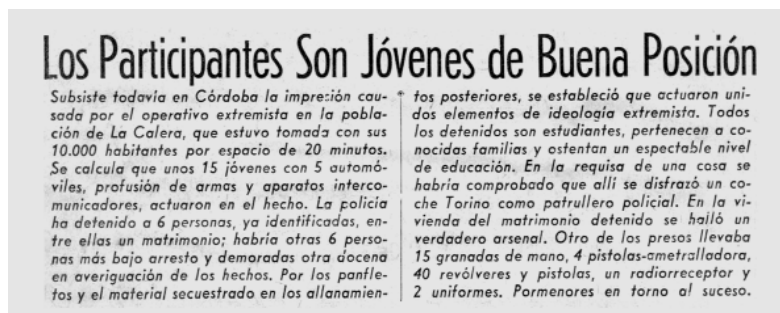 Los Participantes Son Jóvenes de Buena Posición
Subsiste todavía en Córdoba la impresión cau-
sada por el operativo extremista en la pobla-
ción de La Calera, que estuvo tomada con sus
10.000 habitantes por espacio de 20 minutos.
Se calcula que unos 15 jóvenes con 5 automó-
viles, profusión de armas y aparatos interco-
municadores, actuaron en el hecho. La policía
ha detenido a 6 personas, ya identificadas, en-
tre ellas un matrimonio; habría otras 6 perso-
nas más bajo arresto y demoradas otra docena
en averiguación de los hechos. Por los panfle-
tos y el material secuestrado en los allanamien-
tos posteriores, se estableció que actuaron uni-
dos elementos de ideología extremista. Todos
los detenidos son estudiantes, pertenecen a co-
nocidas familias y ostentan un espectable nivel
de educación. En la requisa de una casa se
habría comprobado que allí se disfrazó un co-
che Torino como patrullero policial. En la vi-
vienda del matrimonio detenido se halló un
verdadero arsenal. Otro de los presos llevaba
15 granadas de mano, 4 pistolas-ametralladora,
40 revólveres y pistolas, un radiorreceptor y
2 uniformes. Pormenores en torno al suceso.